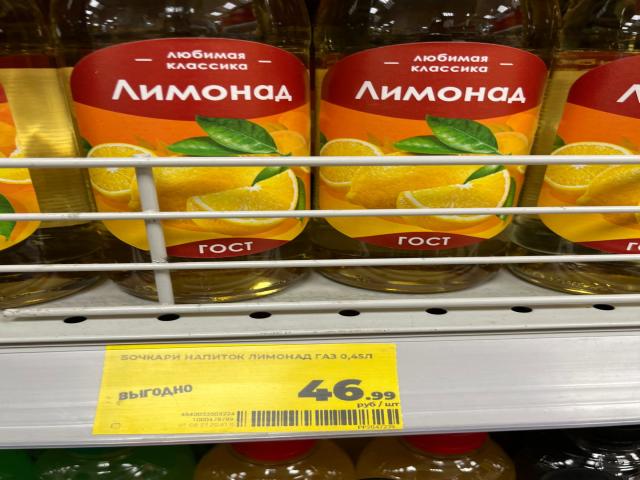 любимая
классика
Лимонад
ГОСТ
любимая
классика
Лимонад
ГОСТ
БОЧКАРИ НАПИТОК ЛИМОНАД ГАЗ 0,45Л
ВЫГОДНО
46.99
руб / шт